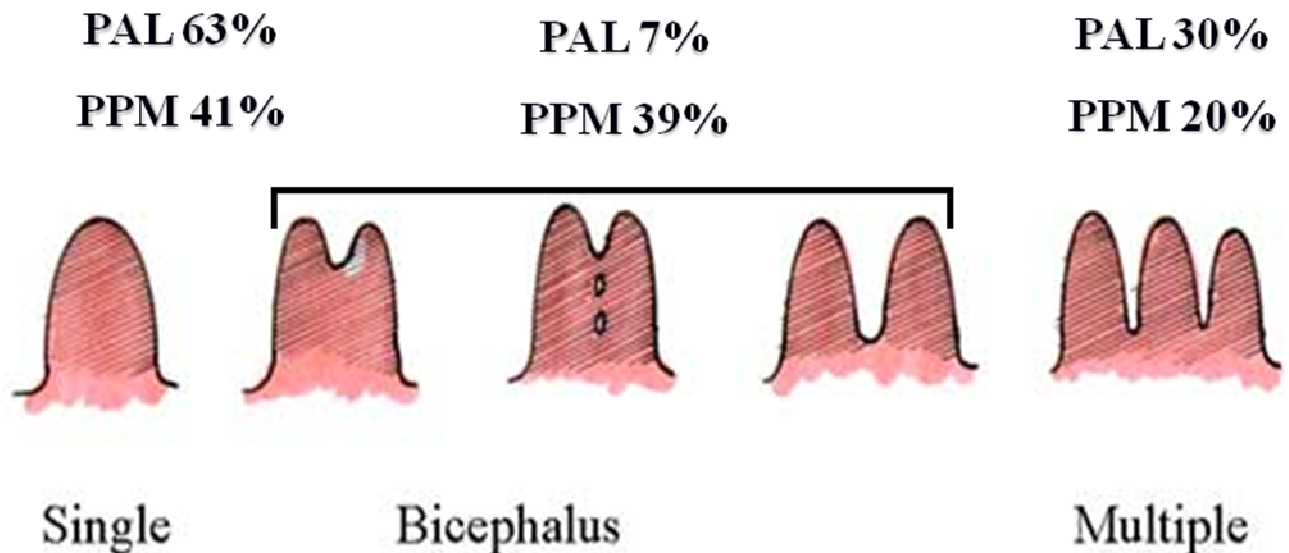 PAL 63%
PPM 41%
PAL 7%
PPM 39%
PAL 30%
PPM 20%
Single
Bicephalus
Multiple